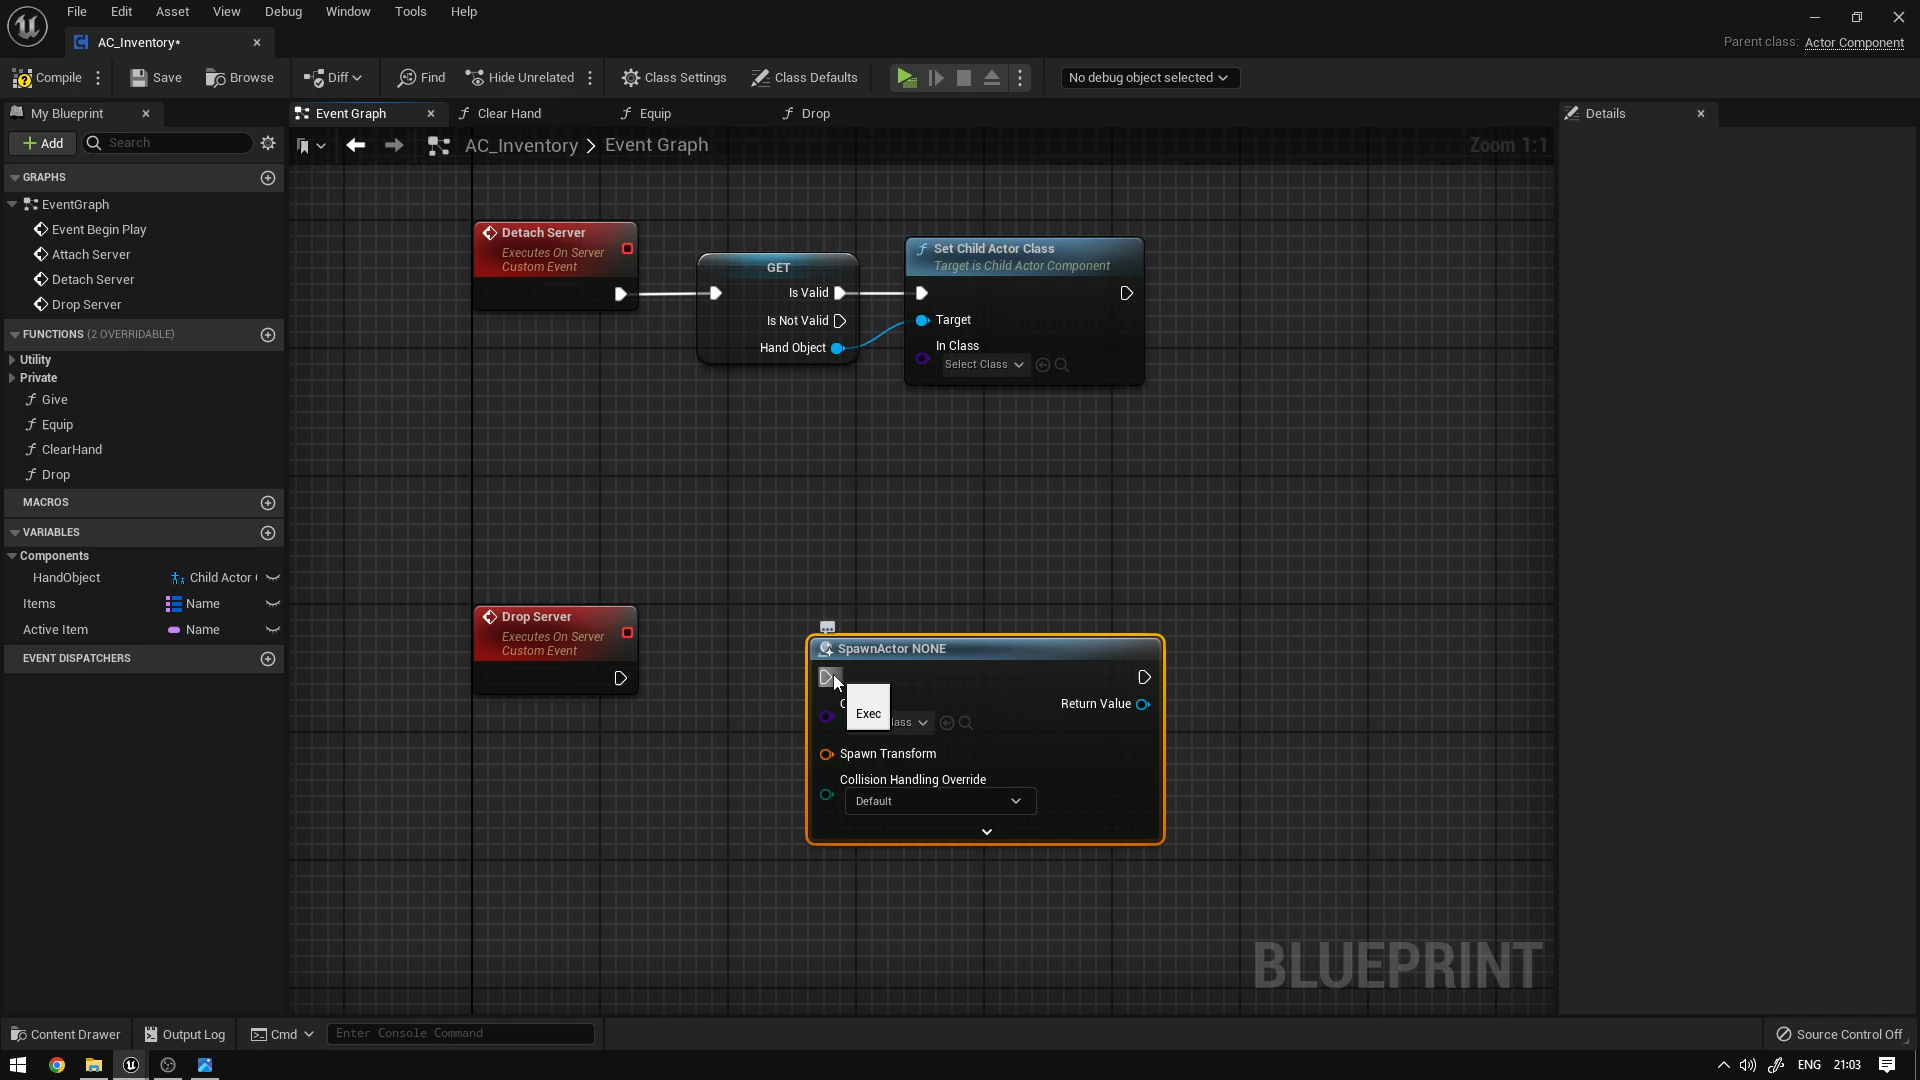 File Edit Asset View Debug Window Tools Help
AC_Inventory*
Parent class: Actor Component
Compile Save Browse Diff Find Hide Unrelated Class Settings Class Defaults No debug object selected
My Blueprint
Event Graph Clear Hand Equip Drop
Details
Add Search
AC_Inventory > Event Graph
Zoom 1:1
GRAPHS
EventGraph
Event Begin Play
Attach Server
Detach Server
Drop Server
FUNCTIONS (2 OVERRIDABLE)
Utility
Private
Give
Equip
ClearHand
Drop
MACROS
VARIABLES
Components
HandObject Child Actor
Items Name
Active Item Name
EVENT DISPATCHERS
Detach Server
Executes On Server
Custom Event
GET
Is Valid
Is Not Valid
Hand Object
Set Child Actor Class
Target is Child Actor Component
Target
In Class
Select Class
Drop Server
Executes On Server
Custom Event
SpawnActor NONE
Exec
Return Value
Spawn Transform
Collision Handling Override
Default
BLUEPRINT
Content Drawer Output Log Cmd Enter Console Command
Source Control Off
ENG 21:03